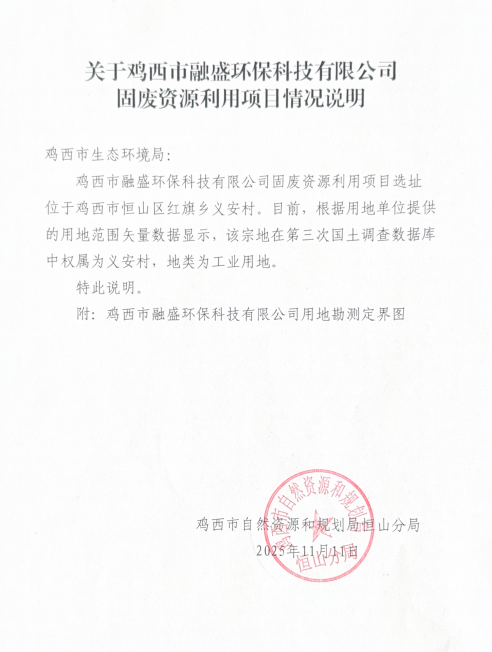 关于鸡西市融盛环保科技有限公司
固废资源利用项目情况说明
鸡西市生态环境局：
鸡西市融盛环保科技有限公司固废资源利用项目选址
位于鸡西市恒山区红旗乡义安村。目前，根据用地单位提供
的用地范围矢量数据显示，该宗地在第三次国土调查数据库
中权属为义安村，地类为工业用地。
特此说明。
附：鸡西市融盛环保科技有限公司用地勘测定界图
鸡西市自然资源和规划局恒山分局
2025年11月11日
鸡西市自然资源和规划局
恒山分局